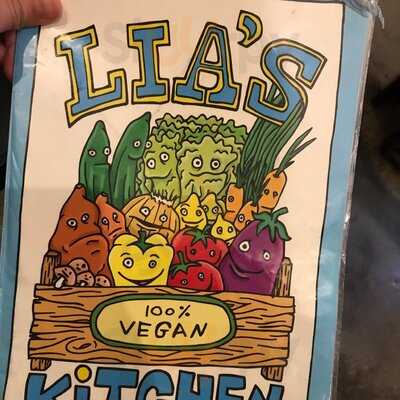 LIA'S
100%
VEGAN
KITCHEN